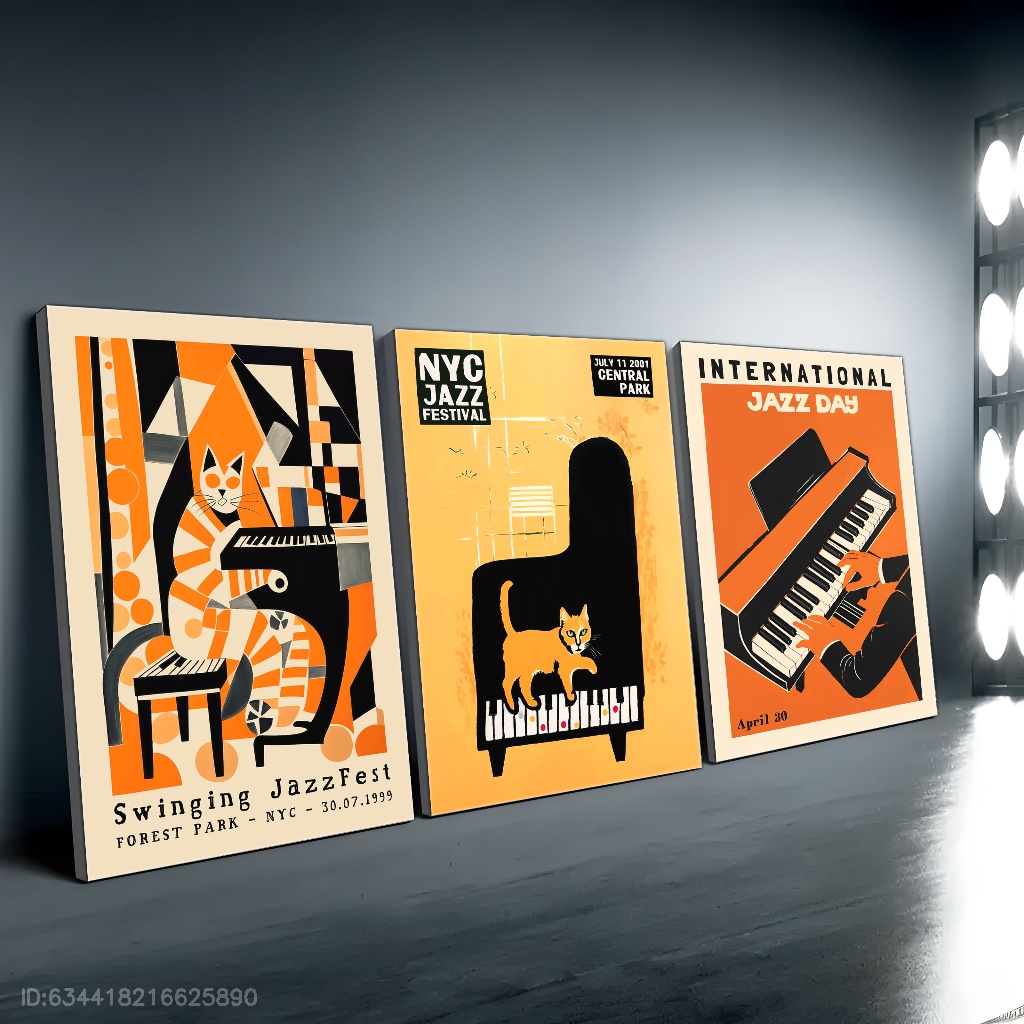 Swinging JazzFest
FOREST PARK - NYC - 30.07.1999
NYC
JAZZ
FESTIVAL
JULY 11 2001
CENTRAL
PARK
INTERNATIONAL
JAZZ DAY
April 30
ID:634418216625890